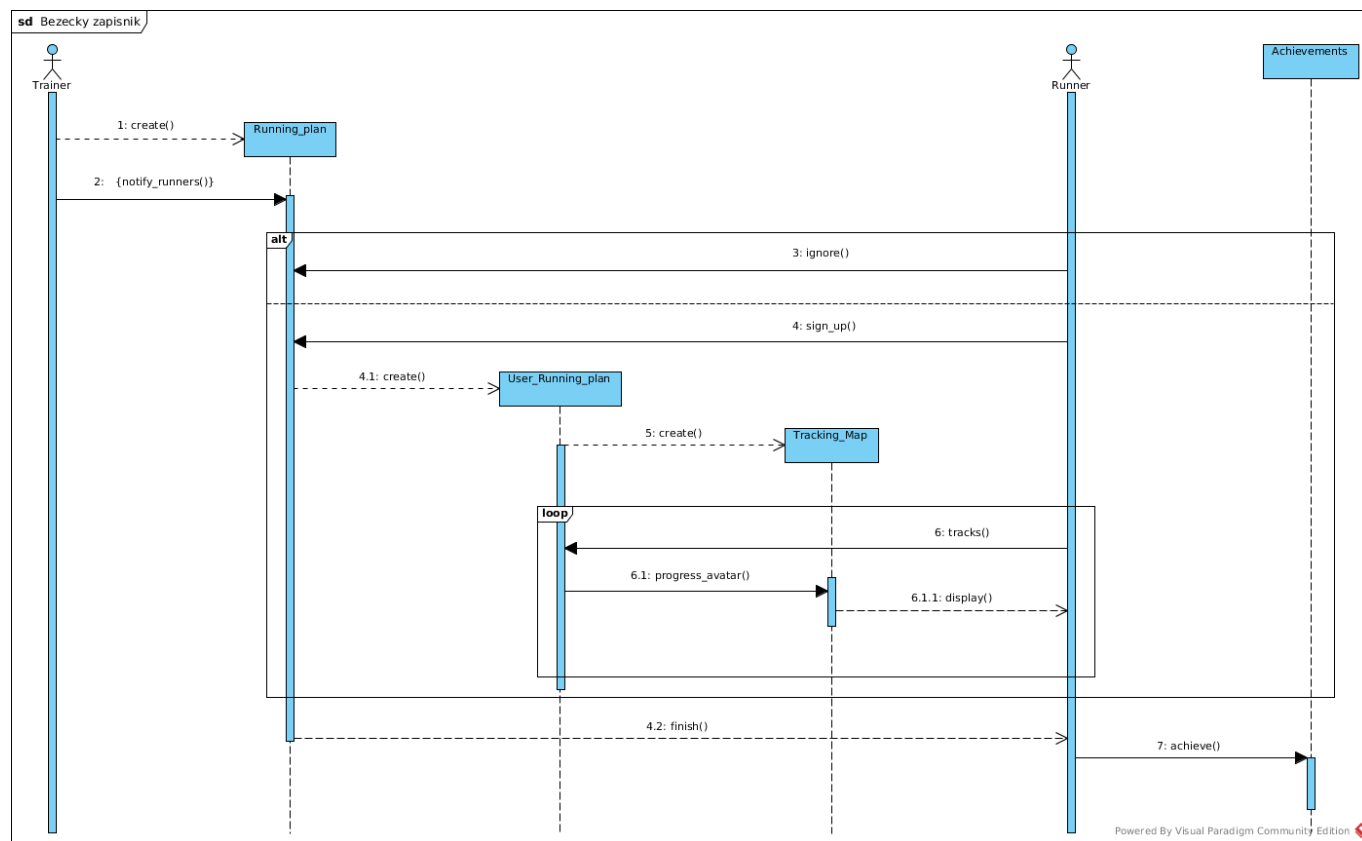 sd Bezecky zapisnik
Trainer
Runner
Achievements
1: create()
Running_plan
2: {notify_runners()}
alt
3: ignore()
4: sign_up()
4.1: create()
User_Running_plan
5: create()
Tracking_Map
loop
6: tracks()
6.1: progress_avatar()
6.1.1: display()
4.2: finish()
7: achieve()
Powered By Visual Paradigm Community Edition